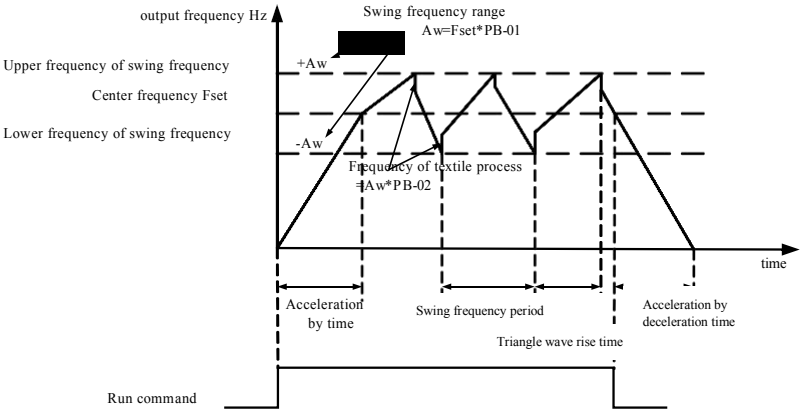 output frequency Hz
Swing frequency range
Aw=Fset*PB-01
Upper frequency of swing frequency
+Aw
Center frequency Fset
Lower frequency of swing frequency
-Aw
Frequency of textile process
=Aw*PB-02
time
Acceleration
by time
Swing frequency period
Acceleration by
deceleration time
Triangle wave rise time
Run command